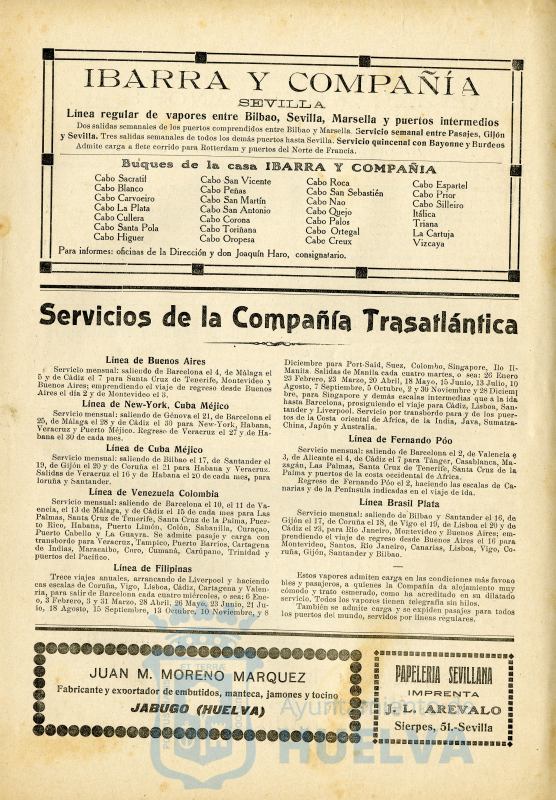 IBARRA Y COMPAÑÍA
SEVILLA
Línea regular de vapores entre Bilbao, Sevilla, Marsella y puertos intermedios
Dos salidas semanales de los puertos comprendidos entre Bilbao y Marsella. Servicio semanal entre Pasajes, Gijón
y Sevilla. Tres salidas semanales de todos los demás puertos hasta Sevilla. Servicio quincenal con Bayonne y Burdeos
Admite carga a flete corrido para Rotterdam y puertos del Norte de Francia.
Buques de la casa IBARRA Y COMPAÑIA
Cabo Sacratif
Cabo Blanco
Cabo Carvoeiro
Cabo La Plata
Cabo Cullera
Cabo Santa Pola
Cabo Higuer
Cabo San Vicente
Cabo Peñas
Cabo San Martín
Cabo San Antonio
Cabo Corona
Cabo Toriñana
Cabo Oropesa
Cabo Roca
Cabo San Sebastién
Cabo Nao
Cabo Quejo
Cabo Palos
Cabo Ortegal
Cabo Creux
Cabo Espartel
Cabo Prior
Cabo Silleiro
Itálica
Triana
La Cartuja
Vizcaya
Para informes: oficinas de la Dirección y don Joaquín Haro, consignatario.
Servicios de la Compañía Trasatlántica
Línea de Buenos Aires
Servicio mensual: saliendo de Barcelona el 4, de Málaga el
5 y de Cádiz el 7 para Santa Cruz de Tenerife, Montevideo y
Buenos Aires; emprendiendo el viaje de regreso desde Buenos
Aires el día 2 y de Montevideo el 3.
Línea de New-York, Cuba Méjico
Servicio mensual: saliendo de Génova el 21, de Barcelona el
25, de Málaga el 28 y de Cádiz el 30 para New-York, Habana,
Veracruz y Puerto Méjico. Regreso de Veracruz el 27 y de Ha-
bana el 30 de cada mes.
Línea de Cuba Méjico
Servicio mensual: saliendo de Bilbao el 17, de Santander el
19, de Gijón el 20 y de Coruña el 21 para Habana y Veracruz.
Salidas de Veracruz el 16 y de Habana el 20 de cada mes, para
loruña y Santander.
Línea de Venezuela Colombia
Servicio mensual: saliendo de Barcelona el 10, el 11 de Va-
encia, el 13 de Málaga, y de Cádiz el 15 de cada mes para Las
Palmas, Santa Cruz de Tenerife, Santa Cruz de la Palma, Puer-
to Rico, Habana, Puerto Limón, Colón, Sabanilla, Curaçao,
Puerto Cabello y La Guayra. Se admite pasaje y carga con
transbordo para Veracruz, Tampico, Puerto Barrios, Cartagena
de Indias, Maracaibo, Coro, Cumaná, Carúpano, Trinidad y
puertos del Pacífico.
Línea de Filipinas
Trece viajes anuales, arrancando de Liverpool y haciendo
cas escalas de Coruña, Vigo, Lisboa, Cádiz, Cartagena y Valen-
ria, para salir de Barcelona cada cuatro miércoles, o sea: 6 Ene-
o, 3 Febrero, 3 y 31 Marzo, 28 Abril, 26 Mayo, 23 Junio, 21 Ju-
io, 18 Agosto, 15 Septiembre, 13 Octubre, 10 Noviembre, y 8
Diciembre para Port-Said, Suez, Colombo, Singapore, Ilo Il-
Manila. Salidas de Manila cada cuatro martes, o sea: 26 Enero
23 Febrero, 23 Marzo, 20 Abril, 18 Mayo, 15 Junio, 13 Julio, 10
Agosto, 7 Septiembre, 5 Octubre, 2 y 30 Noviembre y 28 Diciem
bre, para Singapore y demás escalas intermedias que a la ida
hasta Barcelona, prosiguiendo el viaje para Cádiz, Lisboa, San-
tander y Liverpool. Servicio por transbordo para y de los puer-
tos de la Costa oriental de Africa, de la India, Java, Sumatra-
China, Japón y Australia.
Línea de Fernando Póo
Servicio mensual: saliendo de Barcelona el 2, de Valencia e
3, de Alicante el 4, de Cádiz el 7 para Tánger, Casablanca, Ma-
zagán, Las Palmas, Santa Cruz de Tenerife, Santa Cruz de la
Palma y puertos de la costa occidental de Africa.
Regreso de Fernando Póo el 2, haciendo las escalas de Ca-
narias y de la Península indicadas en el viaje de ida.
Línea Brasil Plata
Servicio mensual: saliendo de Bilbao y Santander el 16, de
Gijón el 17, de Coruña el 18, de Vigo el 19, de Lisboa el 20 y de
Cádiz el 23, para Río Janeiro, Montevideo y Buenos Aires; em-
prendiendo el viaje de regreso desde Buenos Aires el 16 para
Montevideo, Santos, Río Janeiro, Canarias, Lisboa, Vigo, Co-
ruña, Gijón, Santander y Bilbao.
Estos vapores admiten carga en las condiciones más favora
bles y pasajeros, a quienes la Compañía da alojamiento muy
cómodo y trato esmerado, como ha acreditado en su dilatado
servicio. Todos los vapores tienen telegrafía sin hilos.
También se admite carga y se expiden pasajes para todos
los puertos del mundo, servidos por líneas regulares.
JUAN M. MORENO MARQUEZ
Fabricante y exportador de embutidos, manteca, jamones y tocino
JABUGO (HUELVA)
PAPELERIA SEVILLANA
IMPRENTA
J. L. AREVALO
Sierpes, 51.-Sevilla
Ayuntamiento
HUELVA